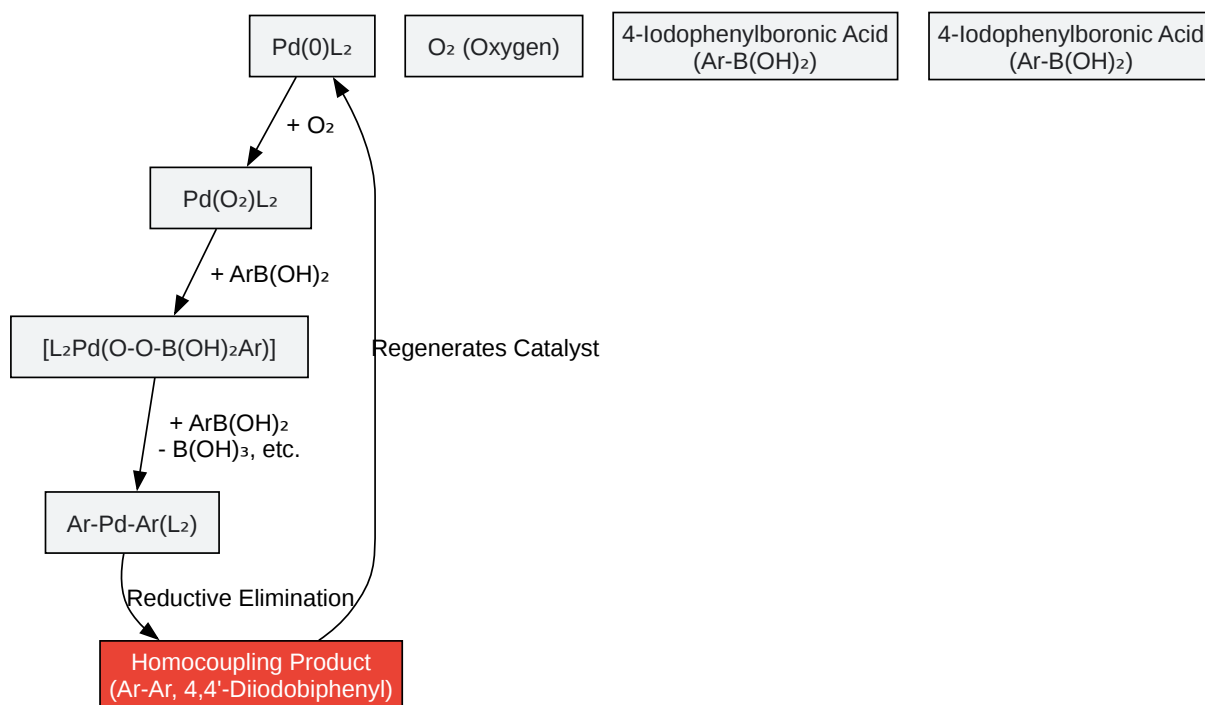 Pd(0)L₂
O₂ (Oxygen)
4-Iodophenylboronic Acid
(Ar-B(OH)₂)
4-Iodophenylboronic Acid
(Ar-B(OH)₂)
+ O₂
Pd(O₂)L₂
+ ArB(OH)₂
[L₂Pd(O-O-B(OH)₂Ar)]
Regenerates Catalyst
+ ArB(OH)₂
- B(OH)₃, etc.
Ar-Pd-Ar(L₂)
Reductive Elimination
Homocoupling Product
(Ar-Ar, 4,4'-Diiodobiphenyl)